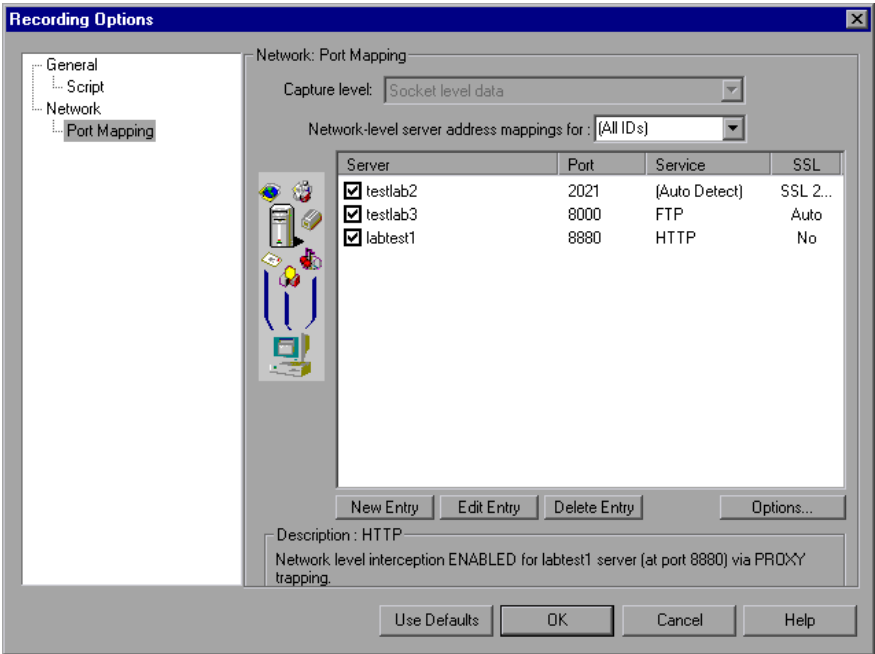 Recording Options
General
Script
Network
Port Mapping
Network: Port Mapping
Capture level: Socket level data
Network-level server address mappings for : (All IDs)
Server Port Service SSL
testlab2 2021 (Auto Detect) SSL 2...
testlab3 8000 FTP Auto
labtest1 8880 HTTP No
New Entry Edit Entry Delete Entry Options...
Description : HTTP
Network level interception ENABLED for labtest1 server (at port 8880) via PROXY
trapping.
Use Defaults OK Cancel Help